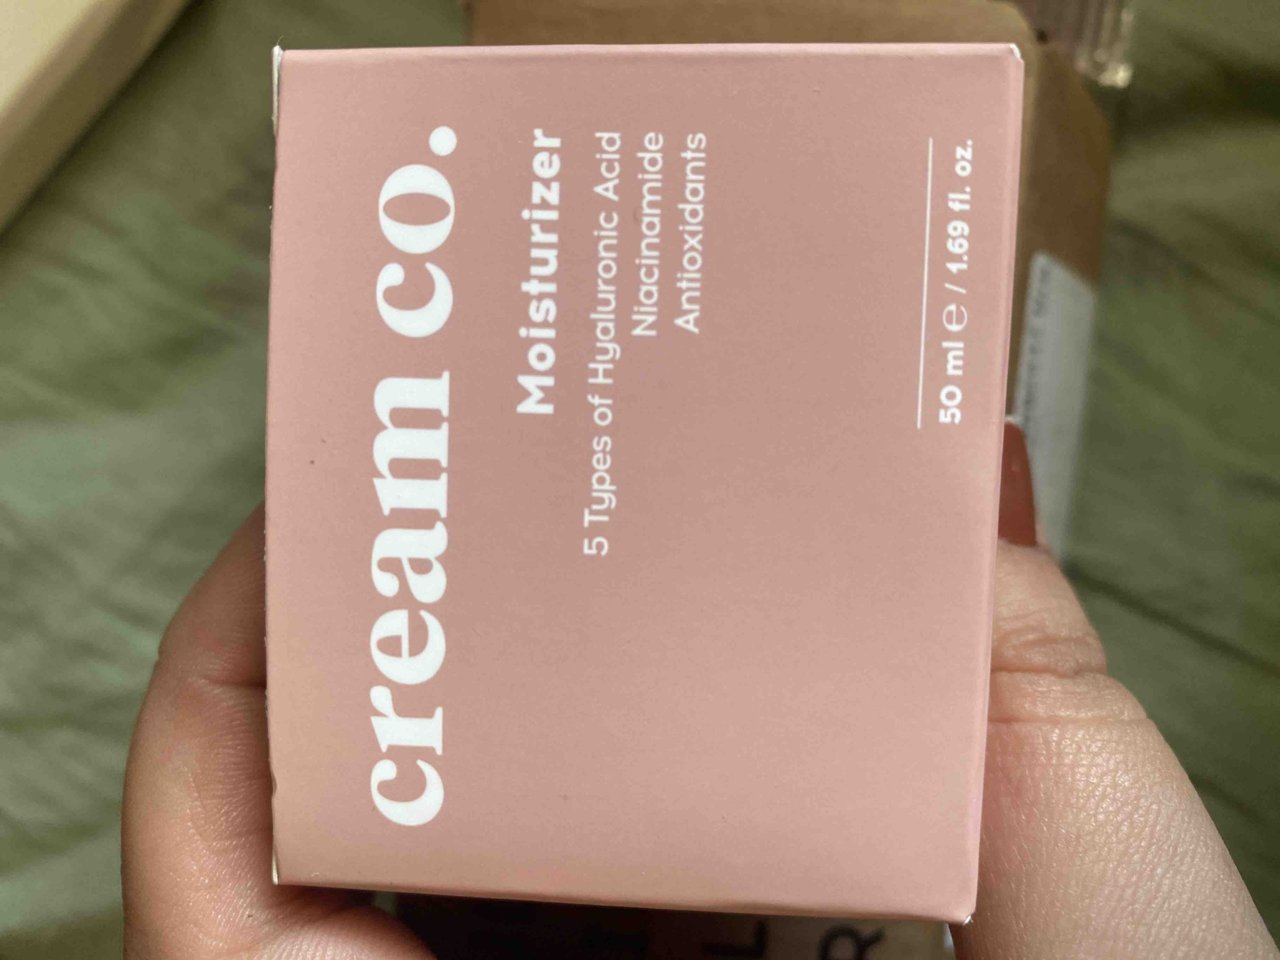 cream co.
Moisturizer
5 Types of Hyaluronic Acid
Niacinamide
Antioxidants
50 ml ℮ / 1.69 fl. oz.
L
R